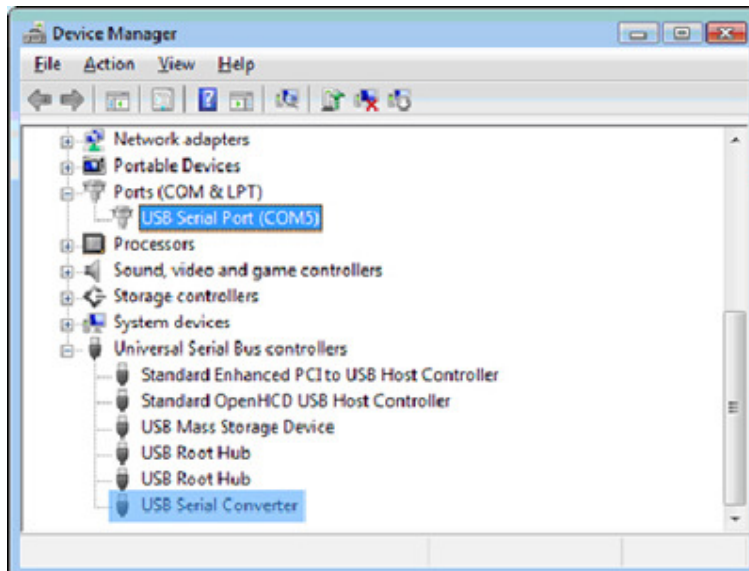 Device Manager
File Action View Help
Network adapters
Portable Devices
Ports (COM & LPT)
USB Serial Port (COM5)
Processors
Sound, video and game controllers
Storage controllers
System devices
Universal Serial Bus controllers
Standard Enhanced PCI to USB Host Controller
Standard OpenHCD USB Host Controller
USB Mass Storage Device
USB Root Hub
USB Root Hub
USB Serial Converter